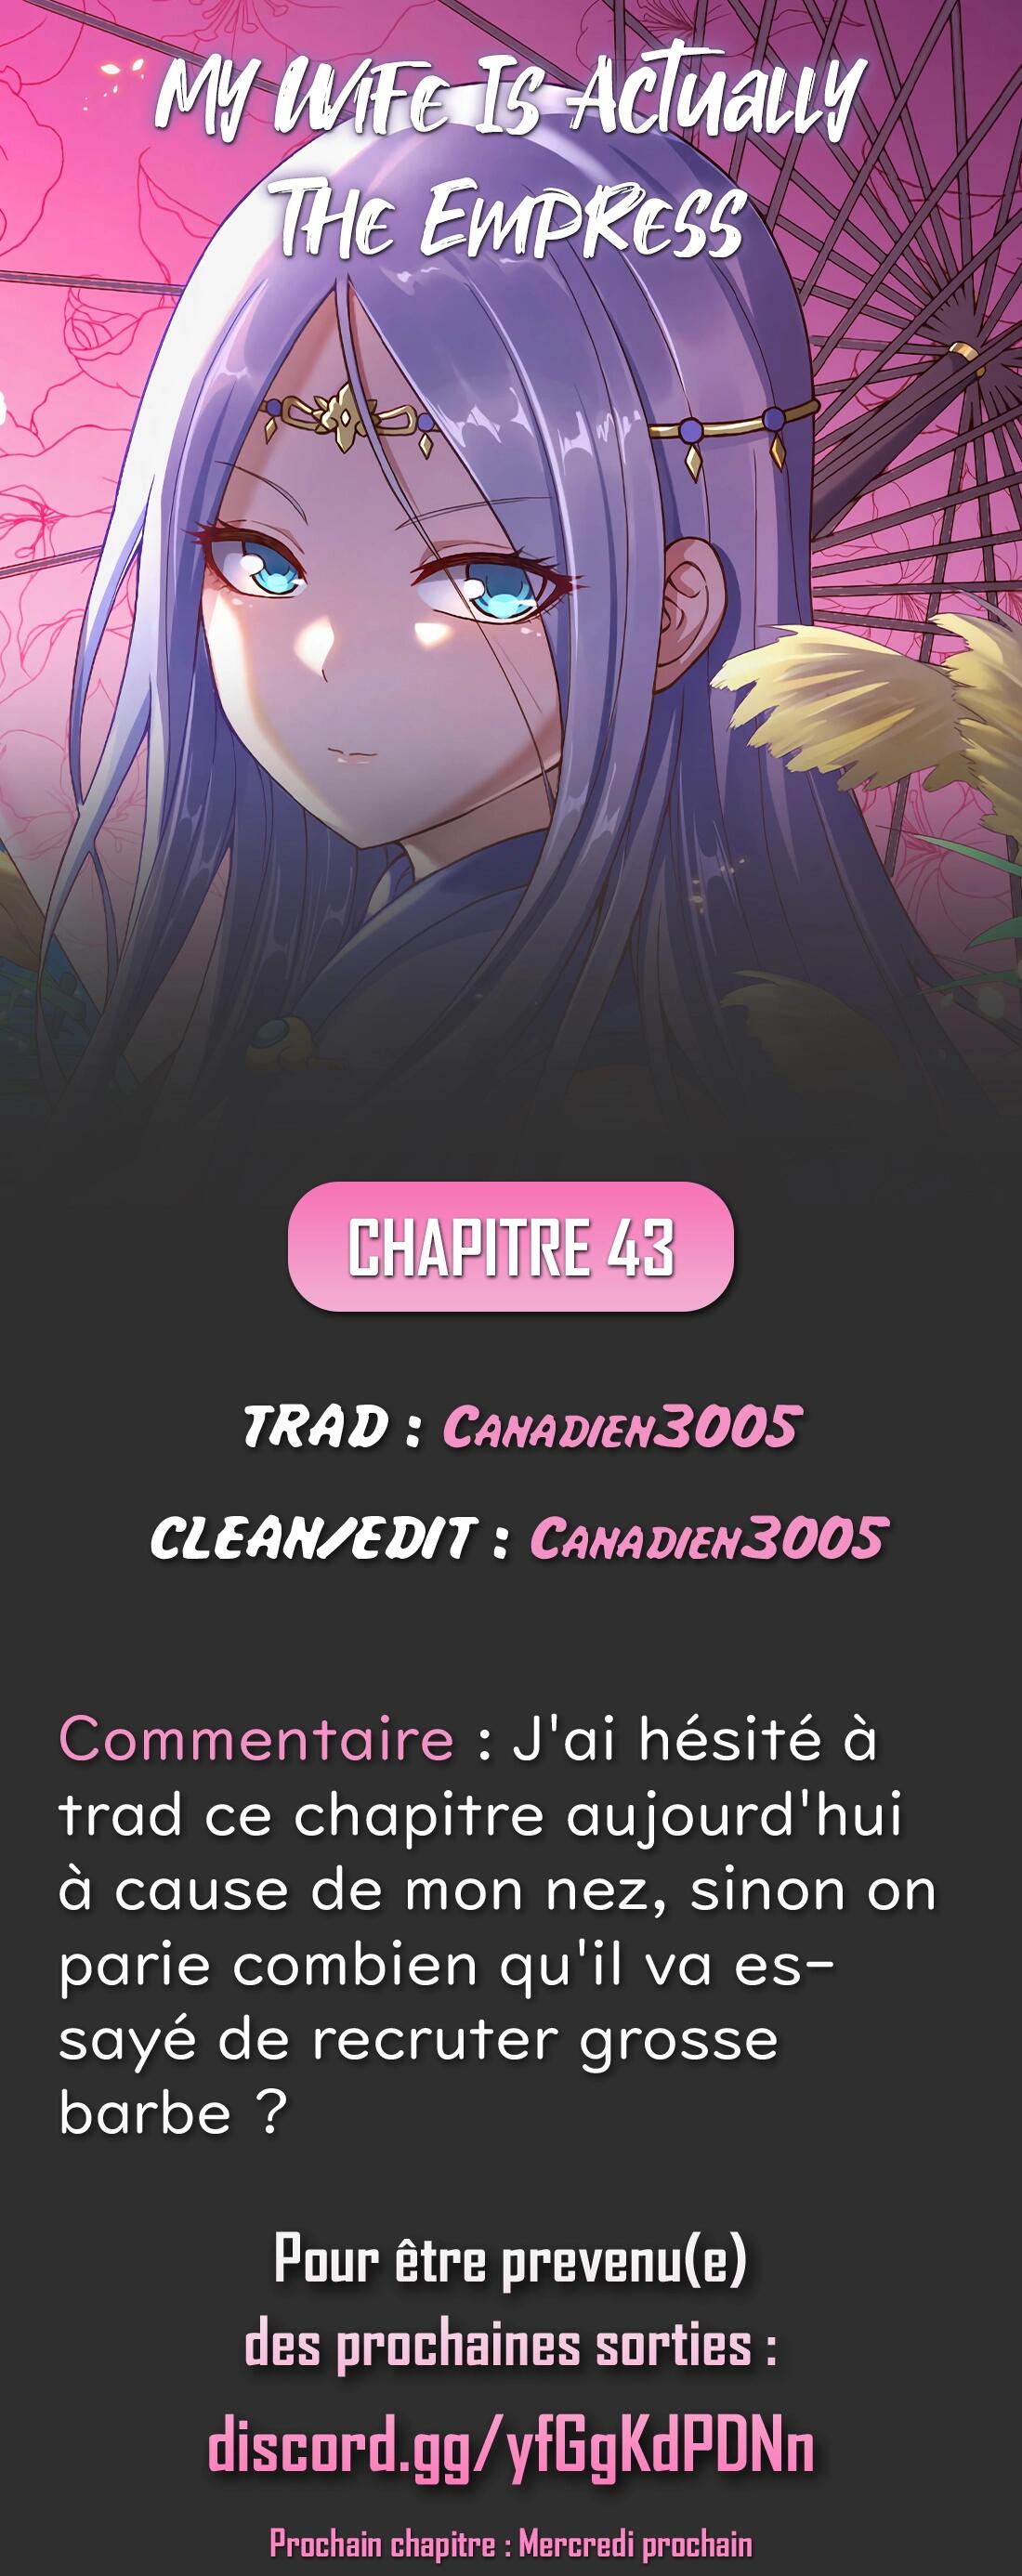 My Wife Is Actually
The Empress
CHAPITRE 43
TRAD : Canadien3005
CLEAN/EDIT : Canadien3005
Commentaire : J'ai hésité à
trad ce chapitre aujourd'hui
à cause de mon nez, sinon on
parie combien qu'il va es-
sayé de recruter grosse
barbe ?
Pour être prevenu(e)
des prochaines sorties :
discord.gg/yfGgKdPDNn
Prochain chapitre : Mercredi prochain